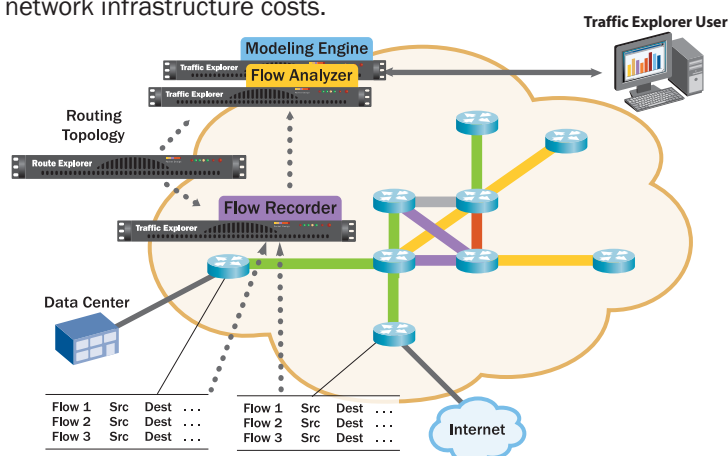 network infrastructure costs.
Traffic Explorer User
Modeling Engine
Traffic Explorer
Flow Analyzer
Traffic Explorer
Routing
Topology
Route Explorer
Flow Recorder
Traffic Explorer
Data Center
Flow 1 Src Dest ...
Flow 2 Src Dest ...
Flow 3 Src Dest ...
Flow 1 Src Dest ...
Flow 2 Src Dest ...
Flow 3 Src Dest ...
Internet